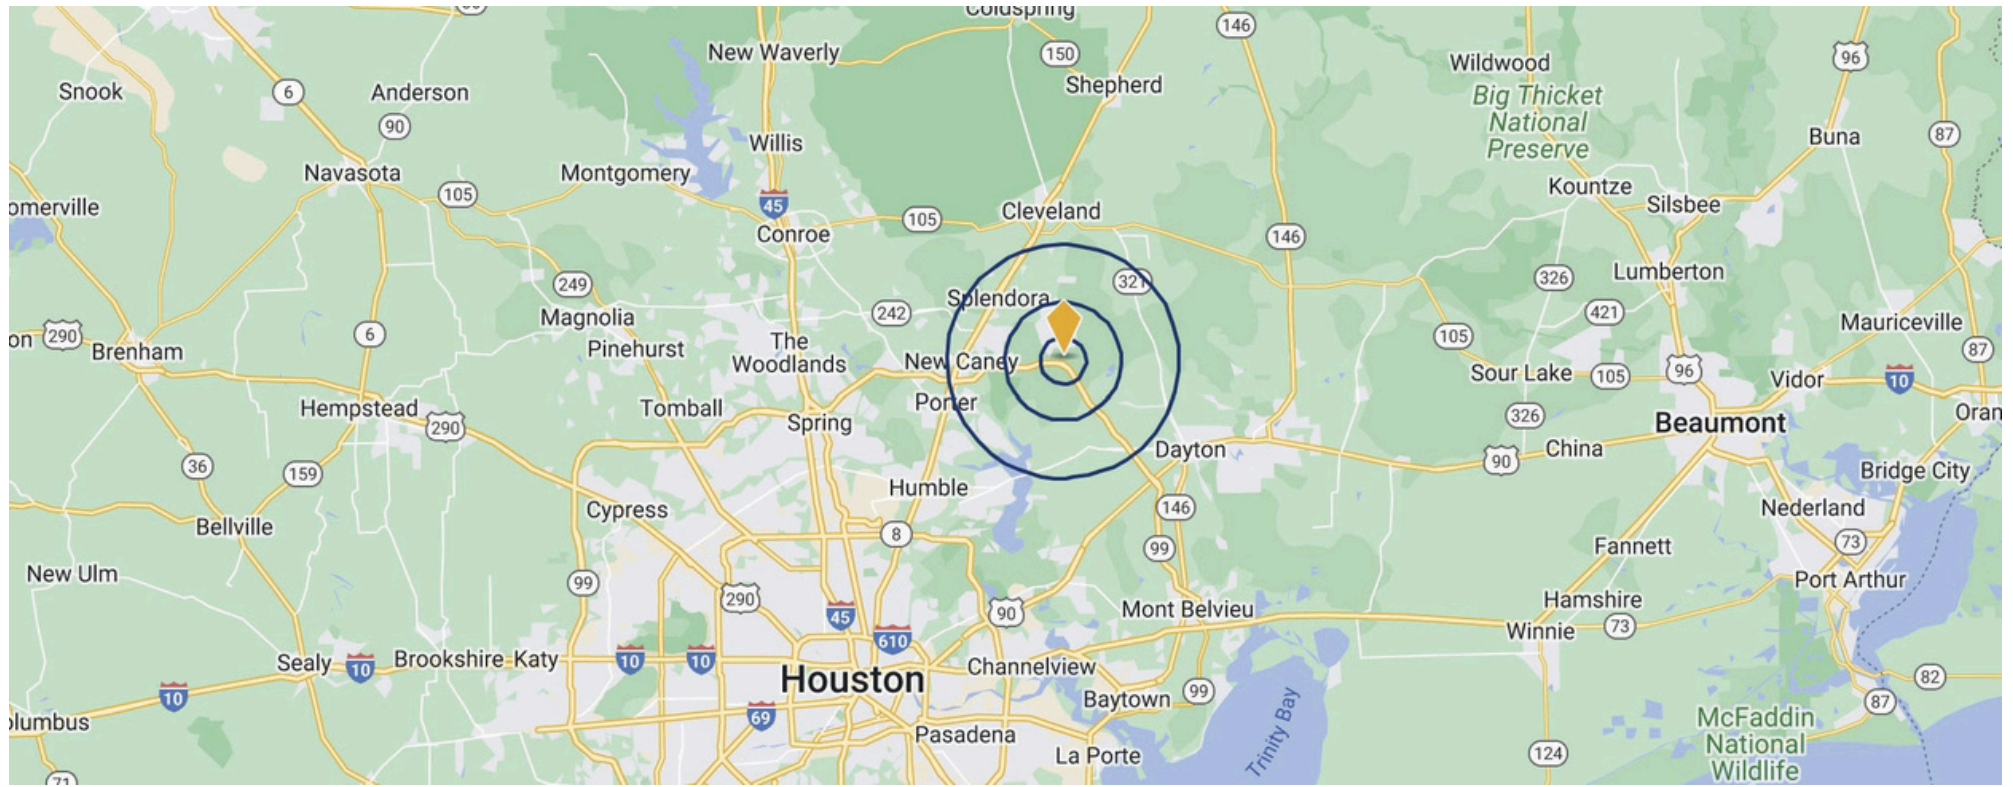 Coldspring
146
New Waverly
150
96
Wildwood
Shepherd
Snook
6
Anderson
Big Thicket
National
Preserve
90
87
Buna
Willis
Navasota
Montgomery
105
Kountze
Silsbee
omerville
45
105
Cleveland
Conroe
146
Lumberton
249
321
326
Splendora
242
421
Magnolia
Mauriceville
on
290
6
105
Brenham
Pinehurst
The
Woodlands
New Caney
87
Sour Lake
105
96
Vidor
10
Hempstead
Tomball
Porter
Oran
290
Spring
326
Beaumont
36
159
Dayton
90
China
Bridge City
Humble
146
Nederland
Cypress
Bellville
8
99
73
Fannett
New Ulm
99
Port Arthur
290
90
Mont Belvieu
Hamshire
45
Winnie
73
610
Sealy
10
Brookshire
Katy
10
10
Channelview
82
Houston
10
Baytown
99
87
olumbus
69
McFaddin
National
Wildlife
Pasadena
Trinity Bay
La Porte
124
71